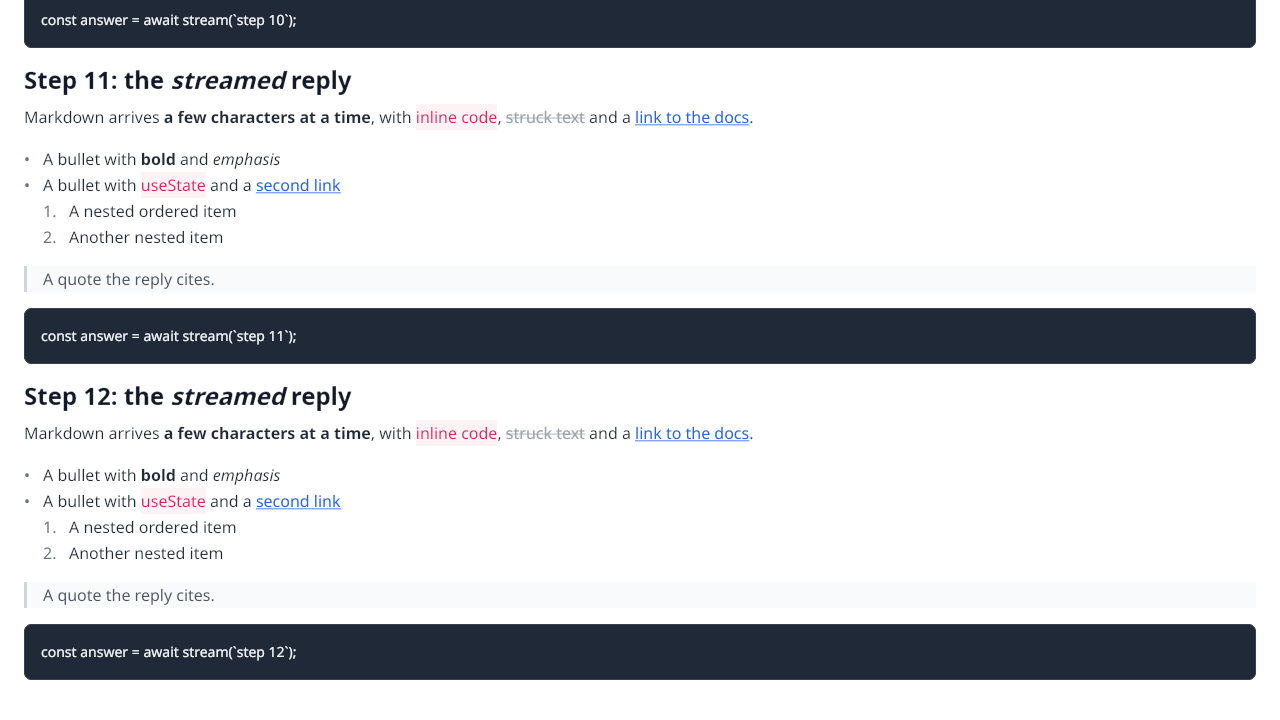 const answer = await stream(`step 10`);
Step 11: the streamed reply
Markdown arrives a few characters at a time, with inline code, struck text and a link to the docs.
• A bullet with bold and emphasis
• A bullet with useState and a second link
1. A nested ordered item
2. Another nested item
A quote the reply cites.
const answer = await stream(`step 11`);
Step 12: the streamed reply
Markdown arrives a few characters at a time, with inline code, struck text and a link to the docs.
• A bullet with bold and emphasis
• A bullet with useState and a second link
1. A nested ordered item
2. Another nested item
A quote the reply cites.
const answer = await stream(`step 12`);